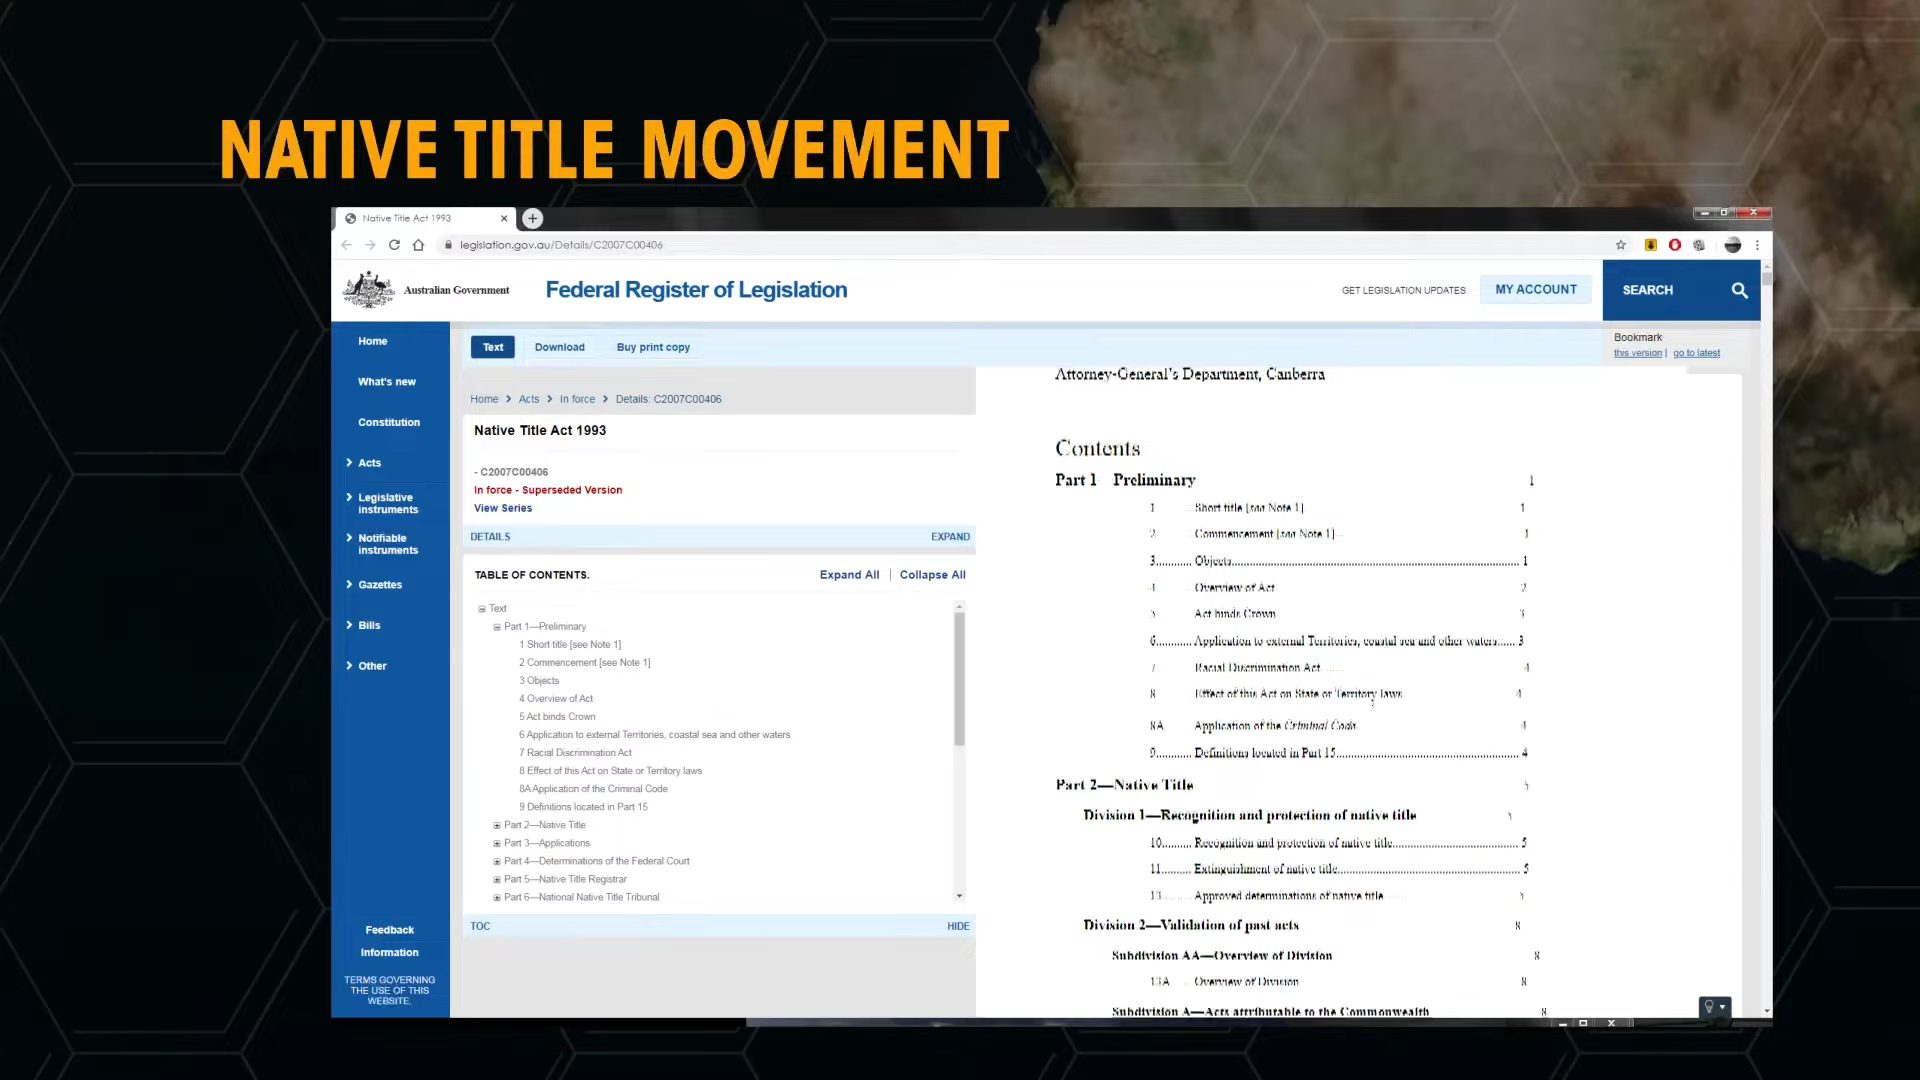 NATIVE TITLE MOVEMENT
Native Title Act 1993
legislation.gov.au/Details/C2007C00406
Australian Government
Federal Register of Legislation
GET LEGISLATION UPDATES
MY ACCOUNT
SEARCH
Home
What's new
Constitution
Acts
Legislative
instruments
Notifiable
instruments
Gazettes
Bills
Other
Feedback
Information
TERMS GOVERNING
THE USE OF THIS
WEBSITE.
Text Download Buy print copy
Bookmark
this version | go to latest
Home > Acts > In force > Details: C2007C00406
Native Title Act 1993
- C2007C00406
In force - Superseded Version
View Series
DETAILS EXPAND
TABLE OF CONTENTS. Expand All | Collapse All
Text
Part 1—Preliminary
1 Short title [see Note 1]
2 Commencement [see Note 1]
3 Objects
4 Overview of Act
5 Act binds Crown
6 Application to external Territories, coastal sea and other waters
7 Racial Discrimination Act
8 Effect of this Act on State or Territory laws
8A Application of the Criminal Code
9 Definitions located in Part 15
Part 2—Native Title
Part 3—Applications
Part 4—Determinations of the Federal Court
Part 5—Native Title Registrar
Part 6—National Native Title Tribunal
TOC HIDE
Attorney-General's Department, Canberra
Contents
Part 1 Preliminary 1
1 Short title [see Note 1] 1
2 Commencement [see Note 1] 1
3 Objects 1
4 Overview of Act 2
5 Act binds Crown 3
6 Application to external Territories, coastal sea and other waters 3
7 Racial Discrimination Act 4
8 Effect of this Act on State or Territory laws 4
8A Application of the Criminal Code 4
9 Definitions located in Part 15 4
Part 2—Native Title
Division 1—Recognition and protection of native title
10 Recognition and protection of native title 5
11 Extinguishment of native title 5
13 Approved determinations of native title
Division 2—Validation of past acts 8
Subdivision AA—Overview of Division 8
13A Overview of Division 8
Subdivision A—Acts attributable to the Commonwealth 8